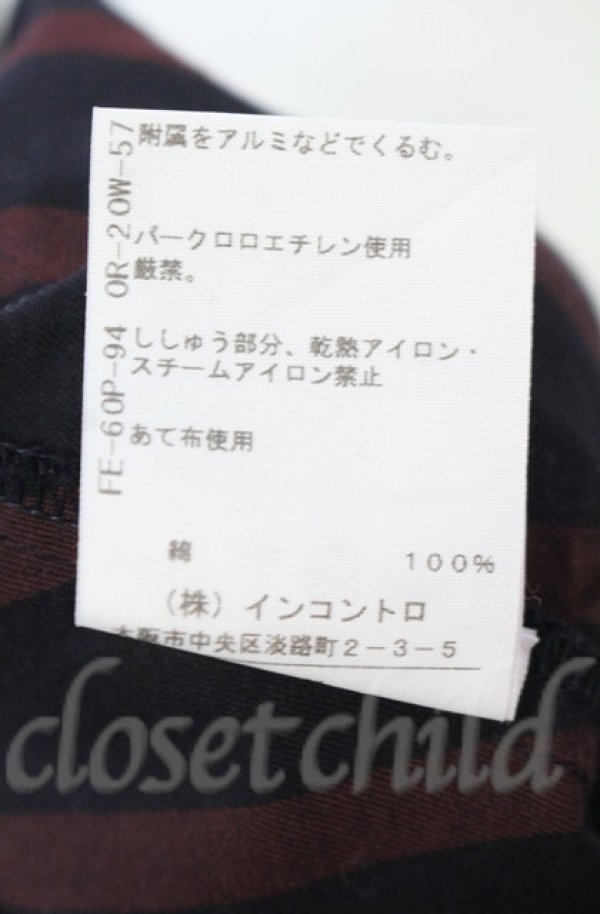 附属をアルミなどでくるむ。
パークロロエチレン使用
厳禁。
ししゅう部分、乾熱アイロン・
スチームアイロン禁止
あて布使用
綿 100%
(株) インコントロ
大阪市中央区淡路町2-3-5
FE-60P-94 OR-20W-57
closet child